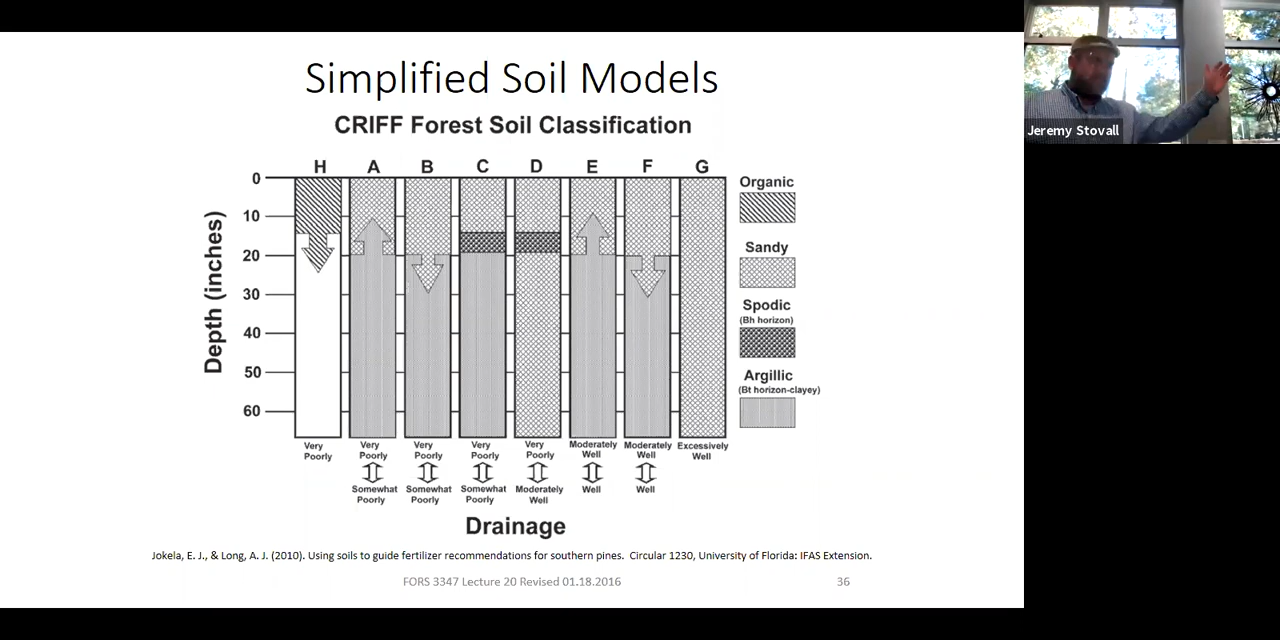 Simplified Soil Models
CRIFF Forest Soil Classification
H A B C D E F G
Depth (inches)
0
10
20
30
40
50
60
Organic
Sandy
Spodic
(Bh horizon)
Argillic
(Bt horizon-clayey)
Very Poorly
Very Poorly
Somewhat Poorly
Very Poorly
Somewhat Poorly
Very Poorly
Somewhat Poorly
Very Poorly
Moderately Well
Moderately Well
Well
Moderately Well
Well
Excessively Well
Drainage
Jokela, E. J., & Long, A. J. (2010). Using soils to guide fertilizer recommendations for southern pines. Circular 1230, University of Florida: IFAS Extension.
FORS 3347 Lecture 20 Revised 01.18.2016
36
Jeremy Stovall